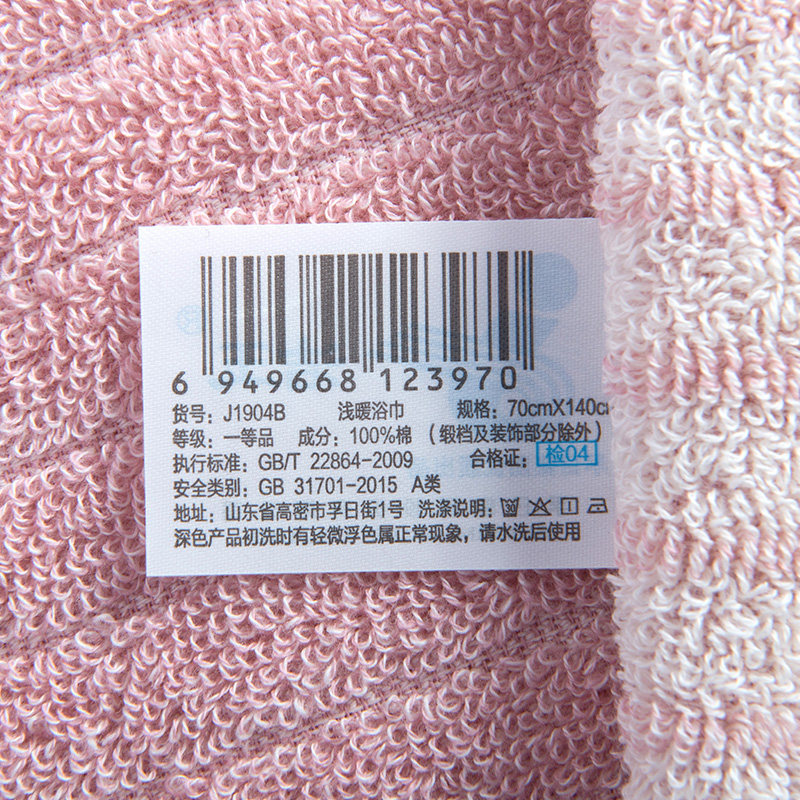 6 949668 123970
货号：J1904B 浅暖浴巾 规格：70cmX140c
等级：一等品 成分：100%棉 （缎档及装饰部分除外）
执行标准：GB/T 22864-2009 合格证：检04
安全类别：GB 31701-2015 A类
地址：山东省高密市孚日街1号 洗涤说明：
深色产品初洗时有轻微浮色属正常现象，请水洗后使用